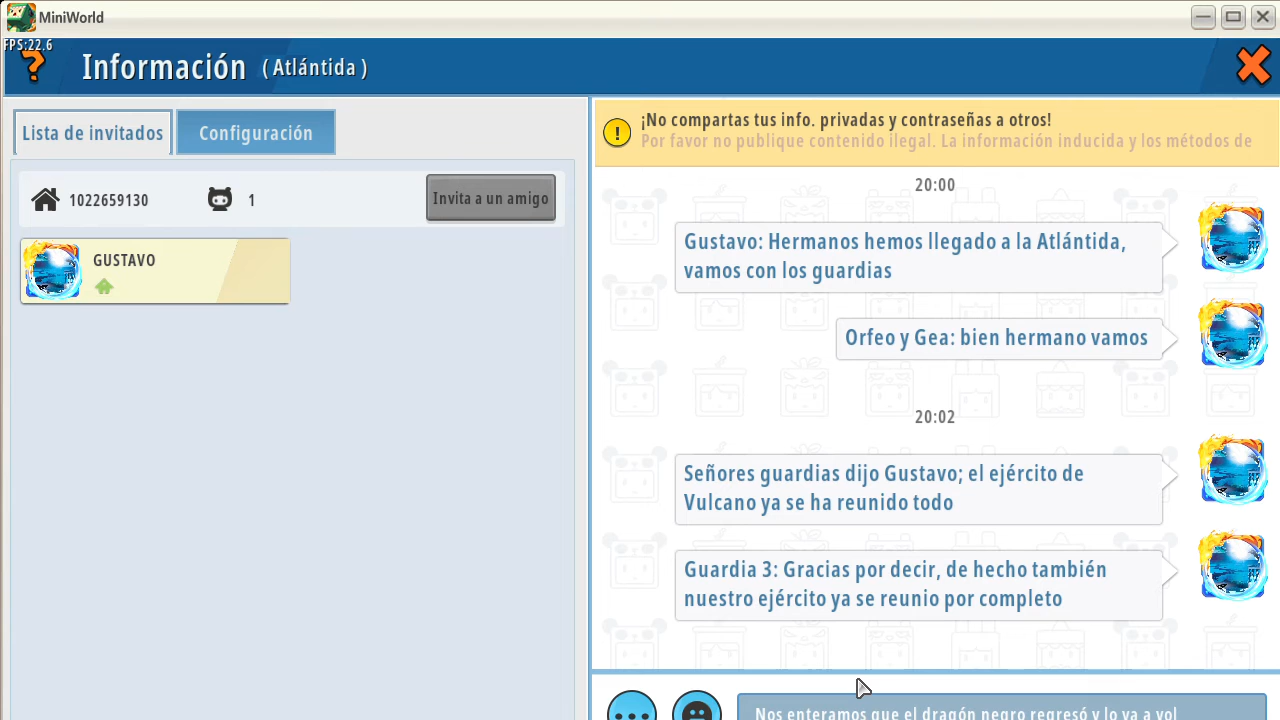 MiniWorld
FPS:22.6
Información ( Atlántida )
Lista de invitados
Configuración
1022659130
1
Invita a un amigo
GUSTAVO
¡No compartas tus info. privadas y contraseñas a otros!
Por favor no publique contenido ilegal. La información inducida y los métodos de
20:00
Gustavo: Hermanos hemos llegado a la Atlántida,
vamos con los guardias
Orfeo y Gea: bien hermano vamos
20:02
Señores guardias dijo Gustavo; el ejército de
Vulcano ya se ha reunido todo
Guardia 3: Gracias por decir, de hecho también
nuestro ejército ya se reunio por completo
Nos enteramos que el dragón negro regresó y lo va a vol